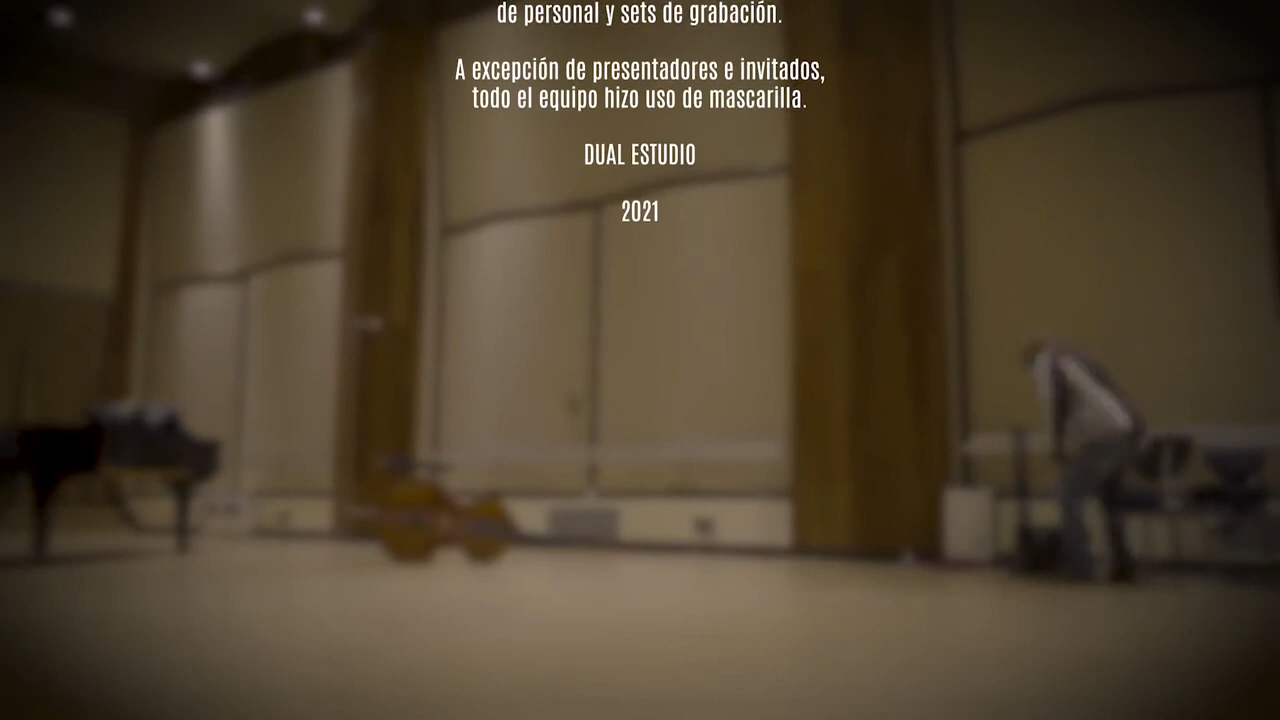 de personal y sets de grabación.
A excepción de presentadores e invitados,
todo el equipo hizo uso de mascarilla.
DUAL ESTUDIO
2021